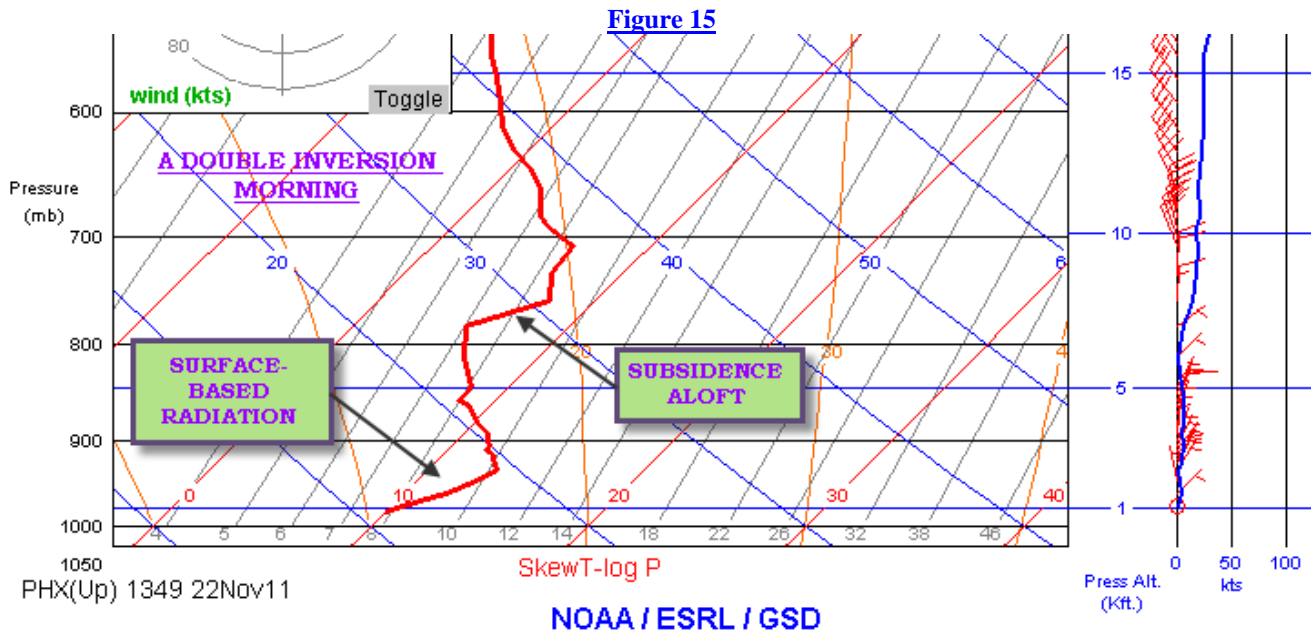 Figure 15
80
wind (kts)
Toggle
15
600
A DOUBLE INVERSION
MORNING
Pressure
(mb)
700
10
20
30
40
50
6
800
20
30
4
SURFACE-
BASED
RADIATION
SUBSIDENCE
ALOFT
5
900
0
10
20
30
40
1
1000
4
5
6
7
8
10
12
14
18
22
26
32
38
46
1050
SkewT-log P
0
50
100
PHX(Up) 1349 22Nov11
Press Alt.
(Kft.)
kts
NOAA / ESRL / GSD